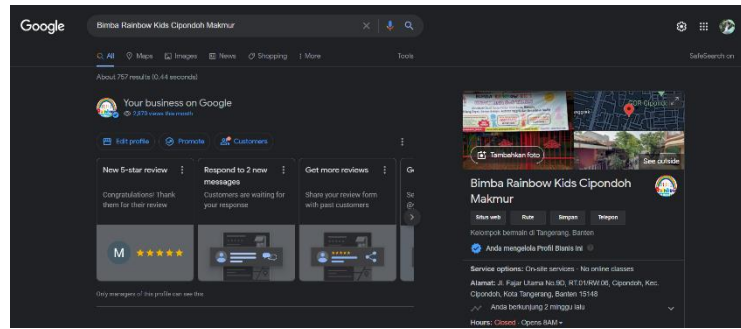 Google
Bimba Rainbow Kids Cipondoh Makmur
All Maps Images News Shopping More Tools
SafeSearch on
About 757 results (0.44 seconds)
Your business on Google
views this month
Edit profile Promote Customers
New 5-star review
Congratulations! Thank them for their review
M
Respond to 2 new messages
Customers are waiting for your response
Get more reviews
Share your review form with past customers
Only managers of this profile can see this
Tambahkan foto
See outside
Bimba Rainbow Kids Cipondoh
Makmur
Situs web Rute Simpan Telepon
Kelompok bermain di Tangerang, Banten
Anda mengelola Profil Bisnis ini
Service options: On-site services · No online classes
Alamat: Jl. Fajar Utama No.9D, RT.01/RW.06, Cipondoh, Kec.
Cipondoh, Kota Tangerang, Banten 15148
Anda berkunjung 2 minggu lalu
Hours: Closed · Opens 8AM